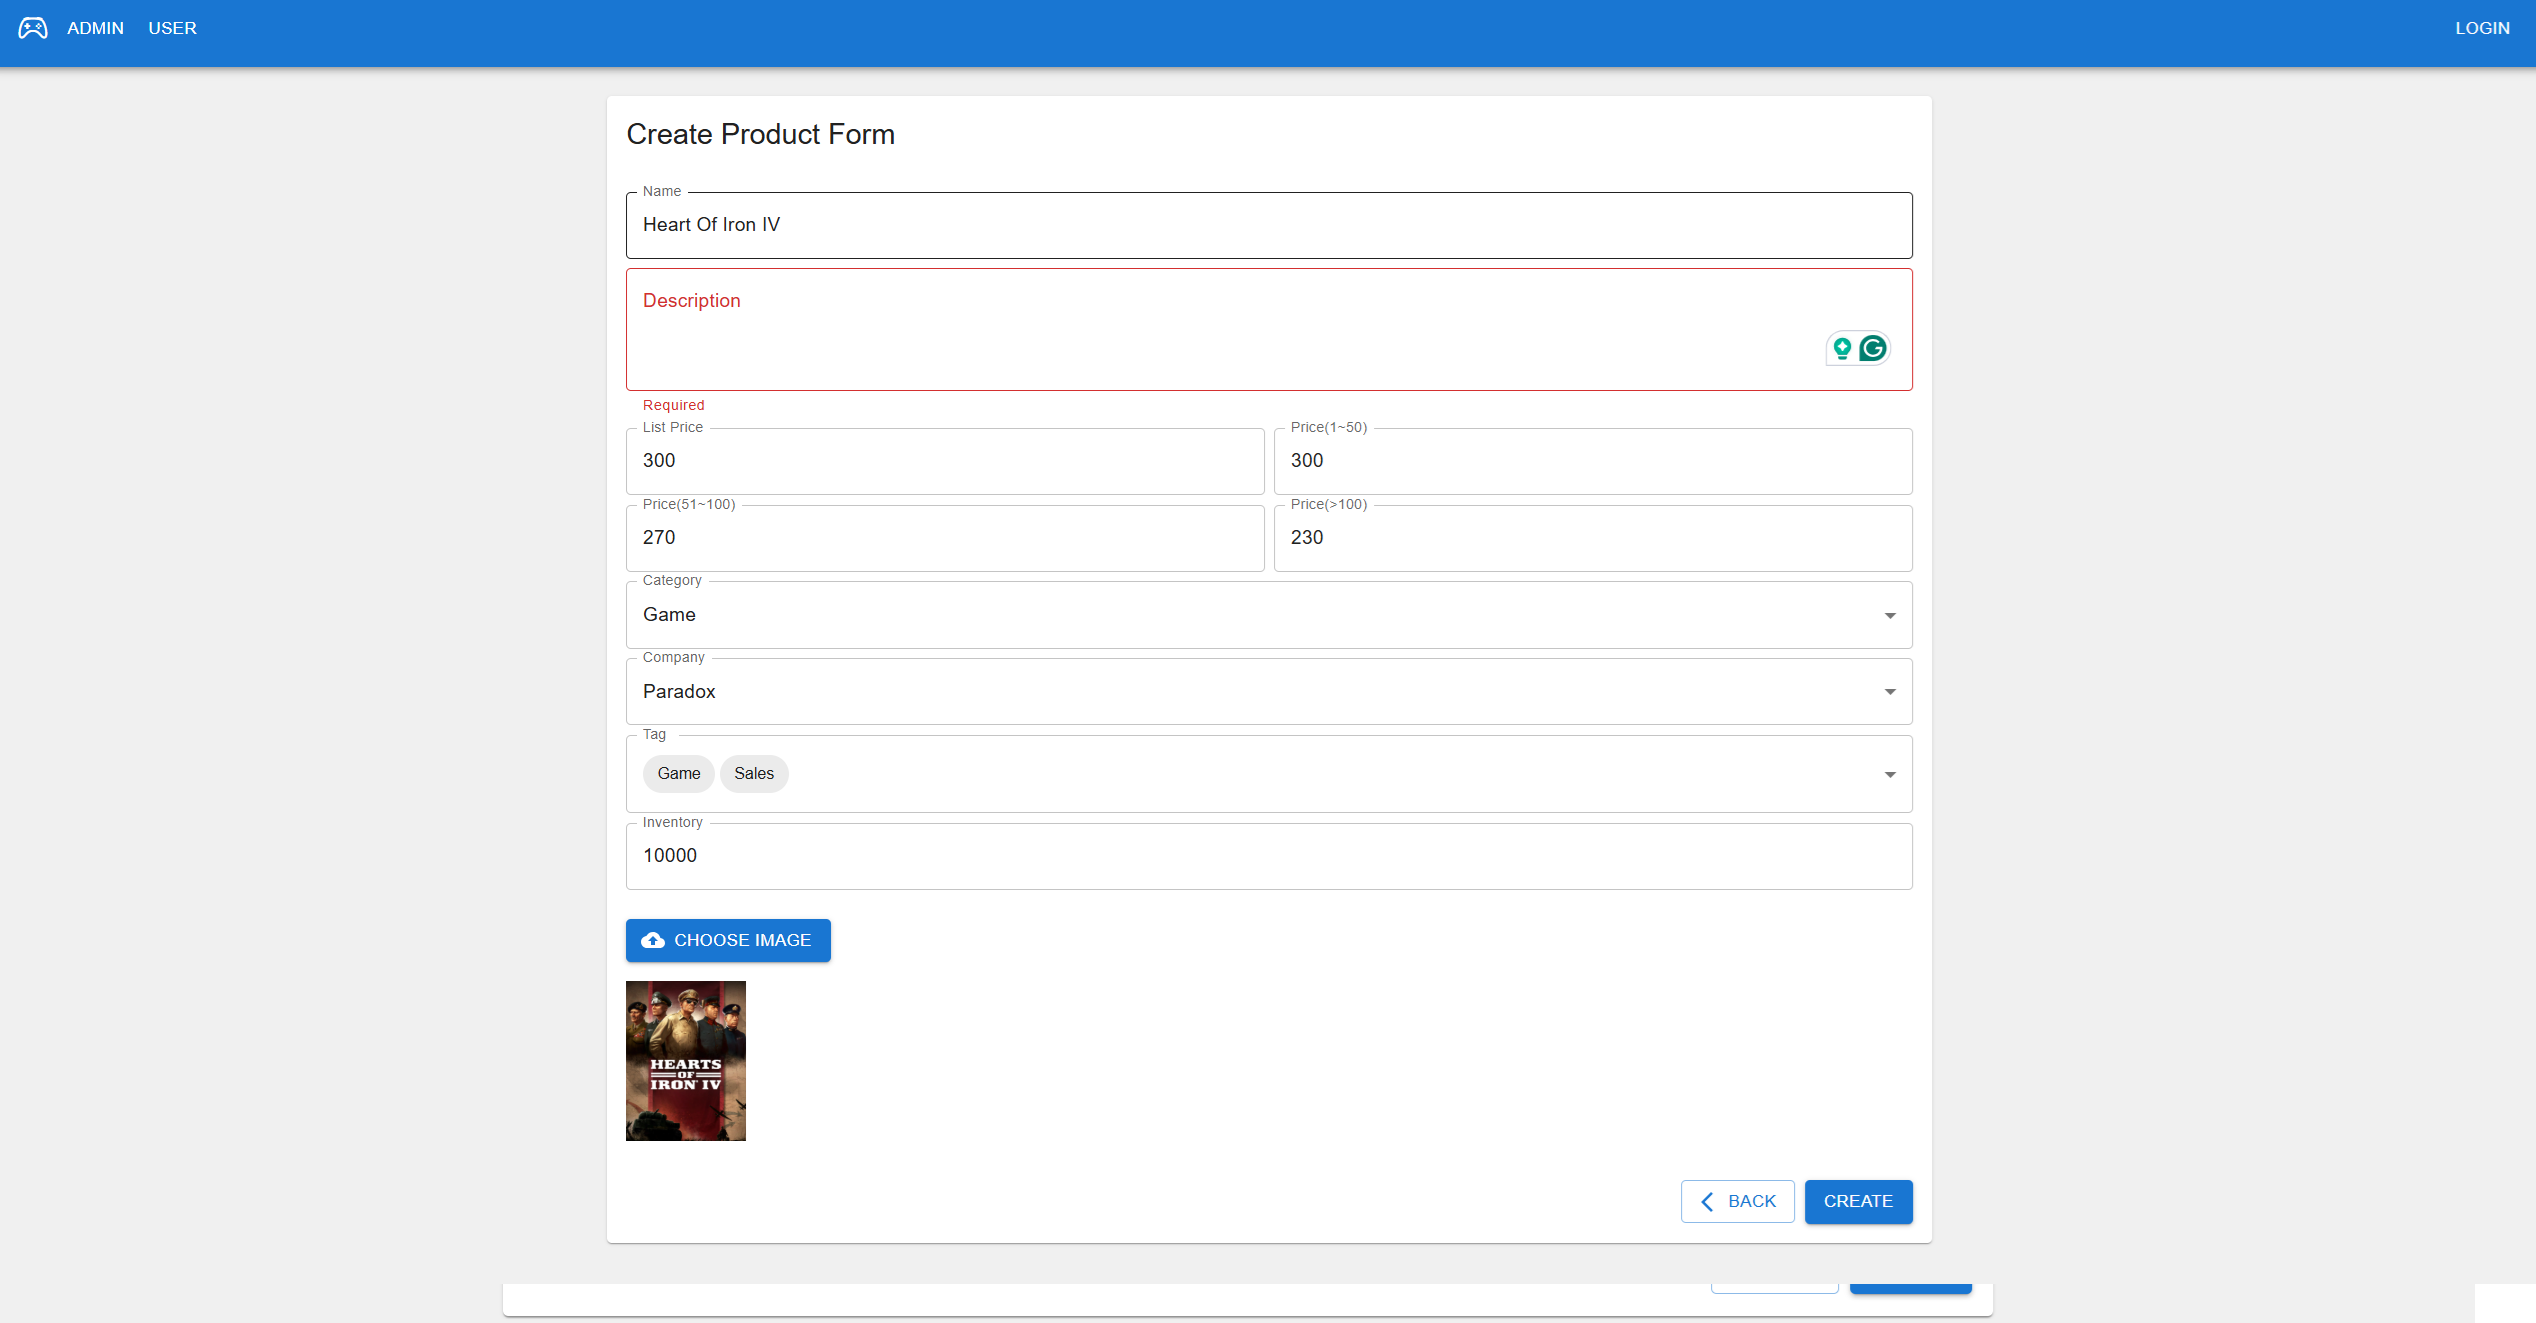 ADMIN USER LOGIN
Create Product Form
Name
Heart Of Iron IV
Description
Required
List Price
300
Price(1~50)
300
Price(51~100)
270
Price(>100)
230
Category
Game
Company
Paradox
Tag
Game Sales
Inventory
10000
CHOOSE IMAGE
HEARTS
OF
IRON IV
BACK CREATE